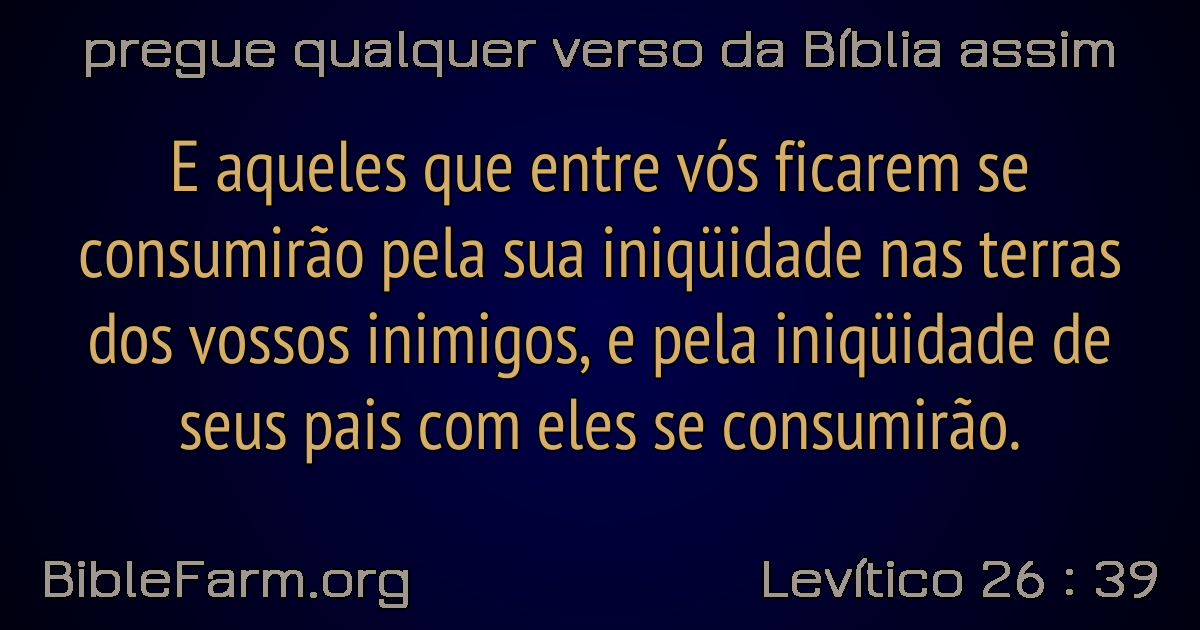 pregue qualquer verso da Bíblia assim
E aqueles que entre vós ficarem se
consumirão pela sua iniqüidade nas terras
dos vossos inimigos, e pela iniqüidade de
seus pais com eles se consumirão.
BibleFarm.org
Levítico 26 : 39